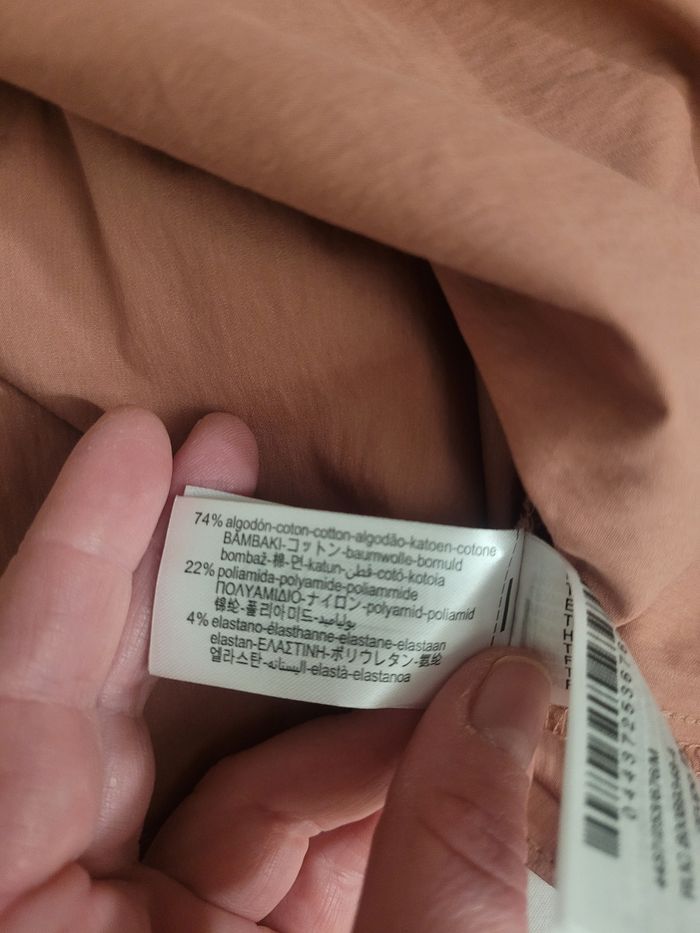 74% algodón-coton-cotton-algodão-katoen-cotone
BAMBAKI-コットン-baumwolle-bomuld
bombaž-棉-면-katun-قطن-cotó-kotoia
22% poliamida-polyamide-poliammide
ΠΟΛΥΑΜΙΔΙΟ-ナイロン-polyamid-poliamid
锦纶-폴리아미드-بولياميد
4% elastano-élasthanne-elastane-elastaan
elastan-ΕΛΑΣΤΙΝΗ-ポリウレタン-氨纶
엘라스탄-اليستانه-elastà-elastanoa